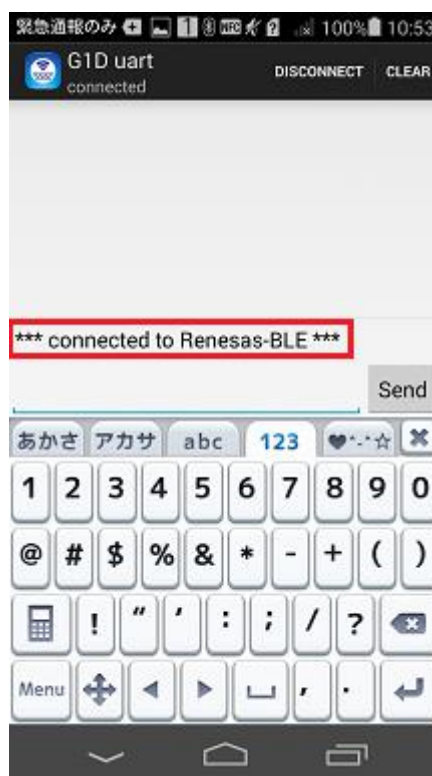 緊急通報のみ 1 NFC 100% 10:53
G1D uart
connected
DISCONNECT CLEAR
*** connected to Renesas-BLE ***
Send
あかさ アカサ abc 123 ♥*-*☆ ✖
1 2 3 4 5 6 7 8 9 0
@ # $ % & * - + ( )
! " ' : ; / ?
Menu , .